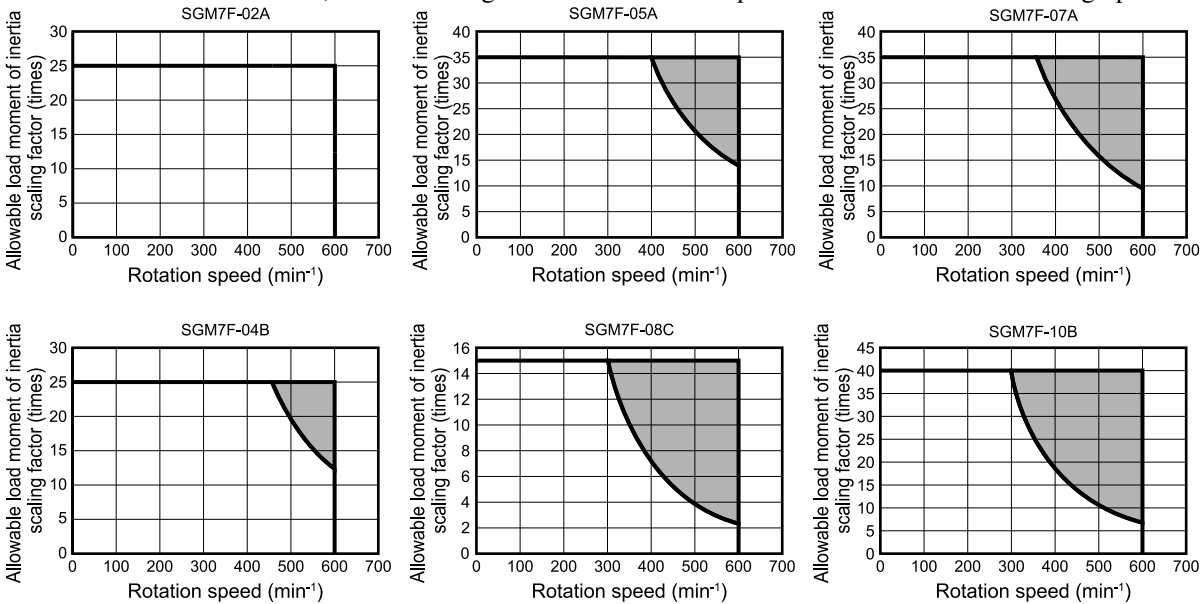 SGM7F-02A
Allowable load moment of inertia
scaling factor (times)
30
25
20
15
10
5
0
0 100 200 300 400 500 600 700
Rotation speed (min⁻¹)
SGM7F-05A
Allowable load moment of inertia
scaling factor (times)
40
35
30
25
20
15
10
5
0
0 100 200 300 400 500 600 700
Rotation speed (min⁻¹)
SGM7F-07A
Allowable load moment of inertia
scaling factor (times)
40
35
30
25
20
15
10
5
0
0 100 200 300 400 500 600 700
Rotation speed (min⁻¹)
SGM7F-04B
Allowable load moment of inertia
scaling factor (times)
30
25
20
15
10
5
0
0 100 200 300 400 500 600 700
Rotation speed (min⁻¹)
SGM7F-08C
Allowable load moment of inertia
scaling factor (times)
16
14
12
10
8
6
4
2
0
0 100 200 300 400 500 600 700
Rotation speed (min⁻¹)
SGM7F-10B
Allowable load moment of inertia
scaling factor (times)
45
40
35
30
25
20
15
10
5
0
0 100 200 300 400 500 600 700
Rotation speed (min⁻¹)